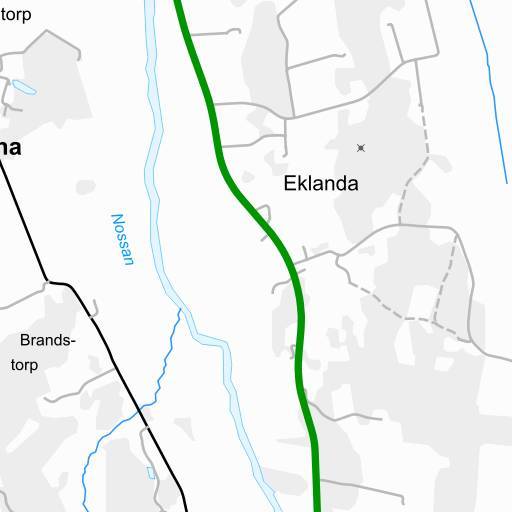 torp
na
Eklanda
Nossan
Brands-
torp